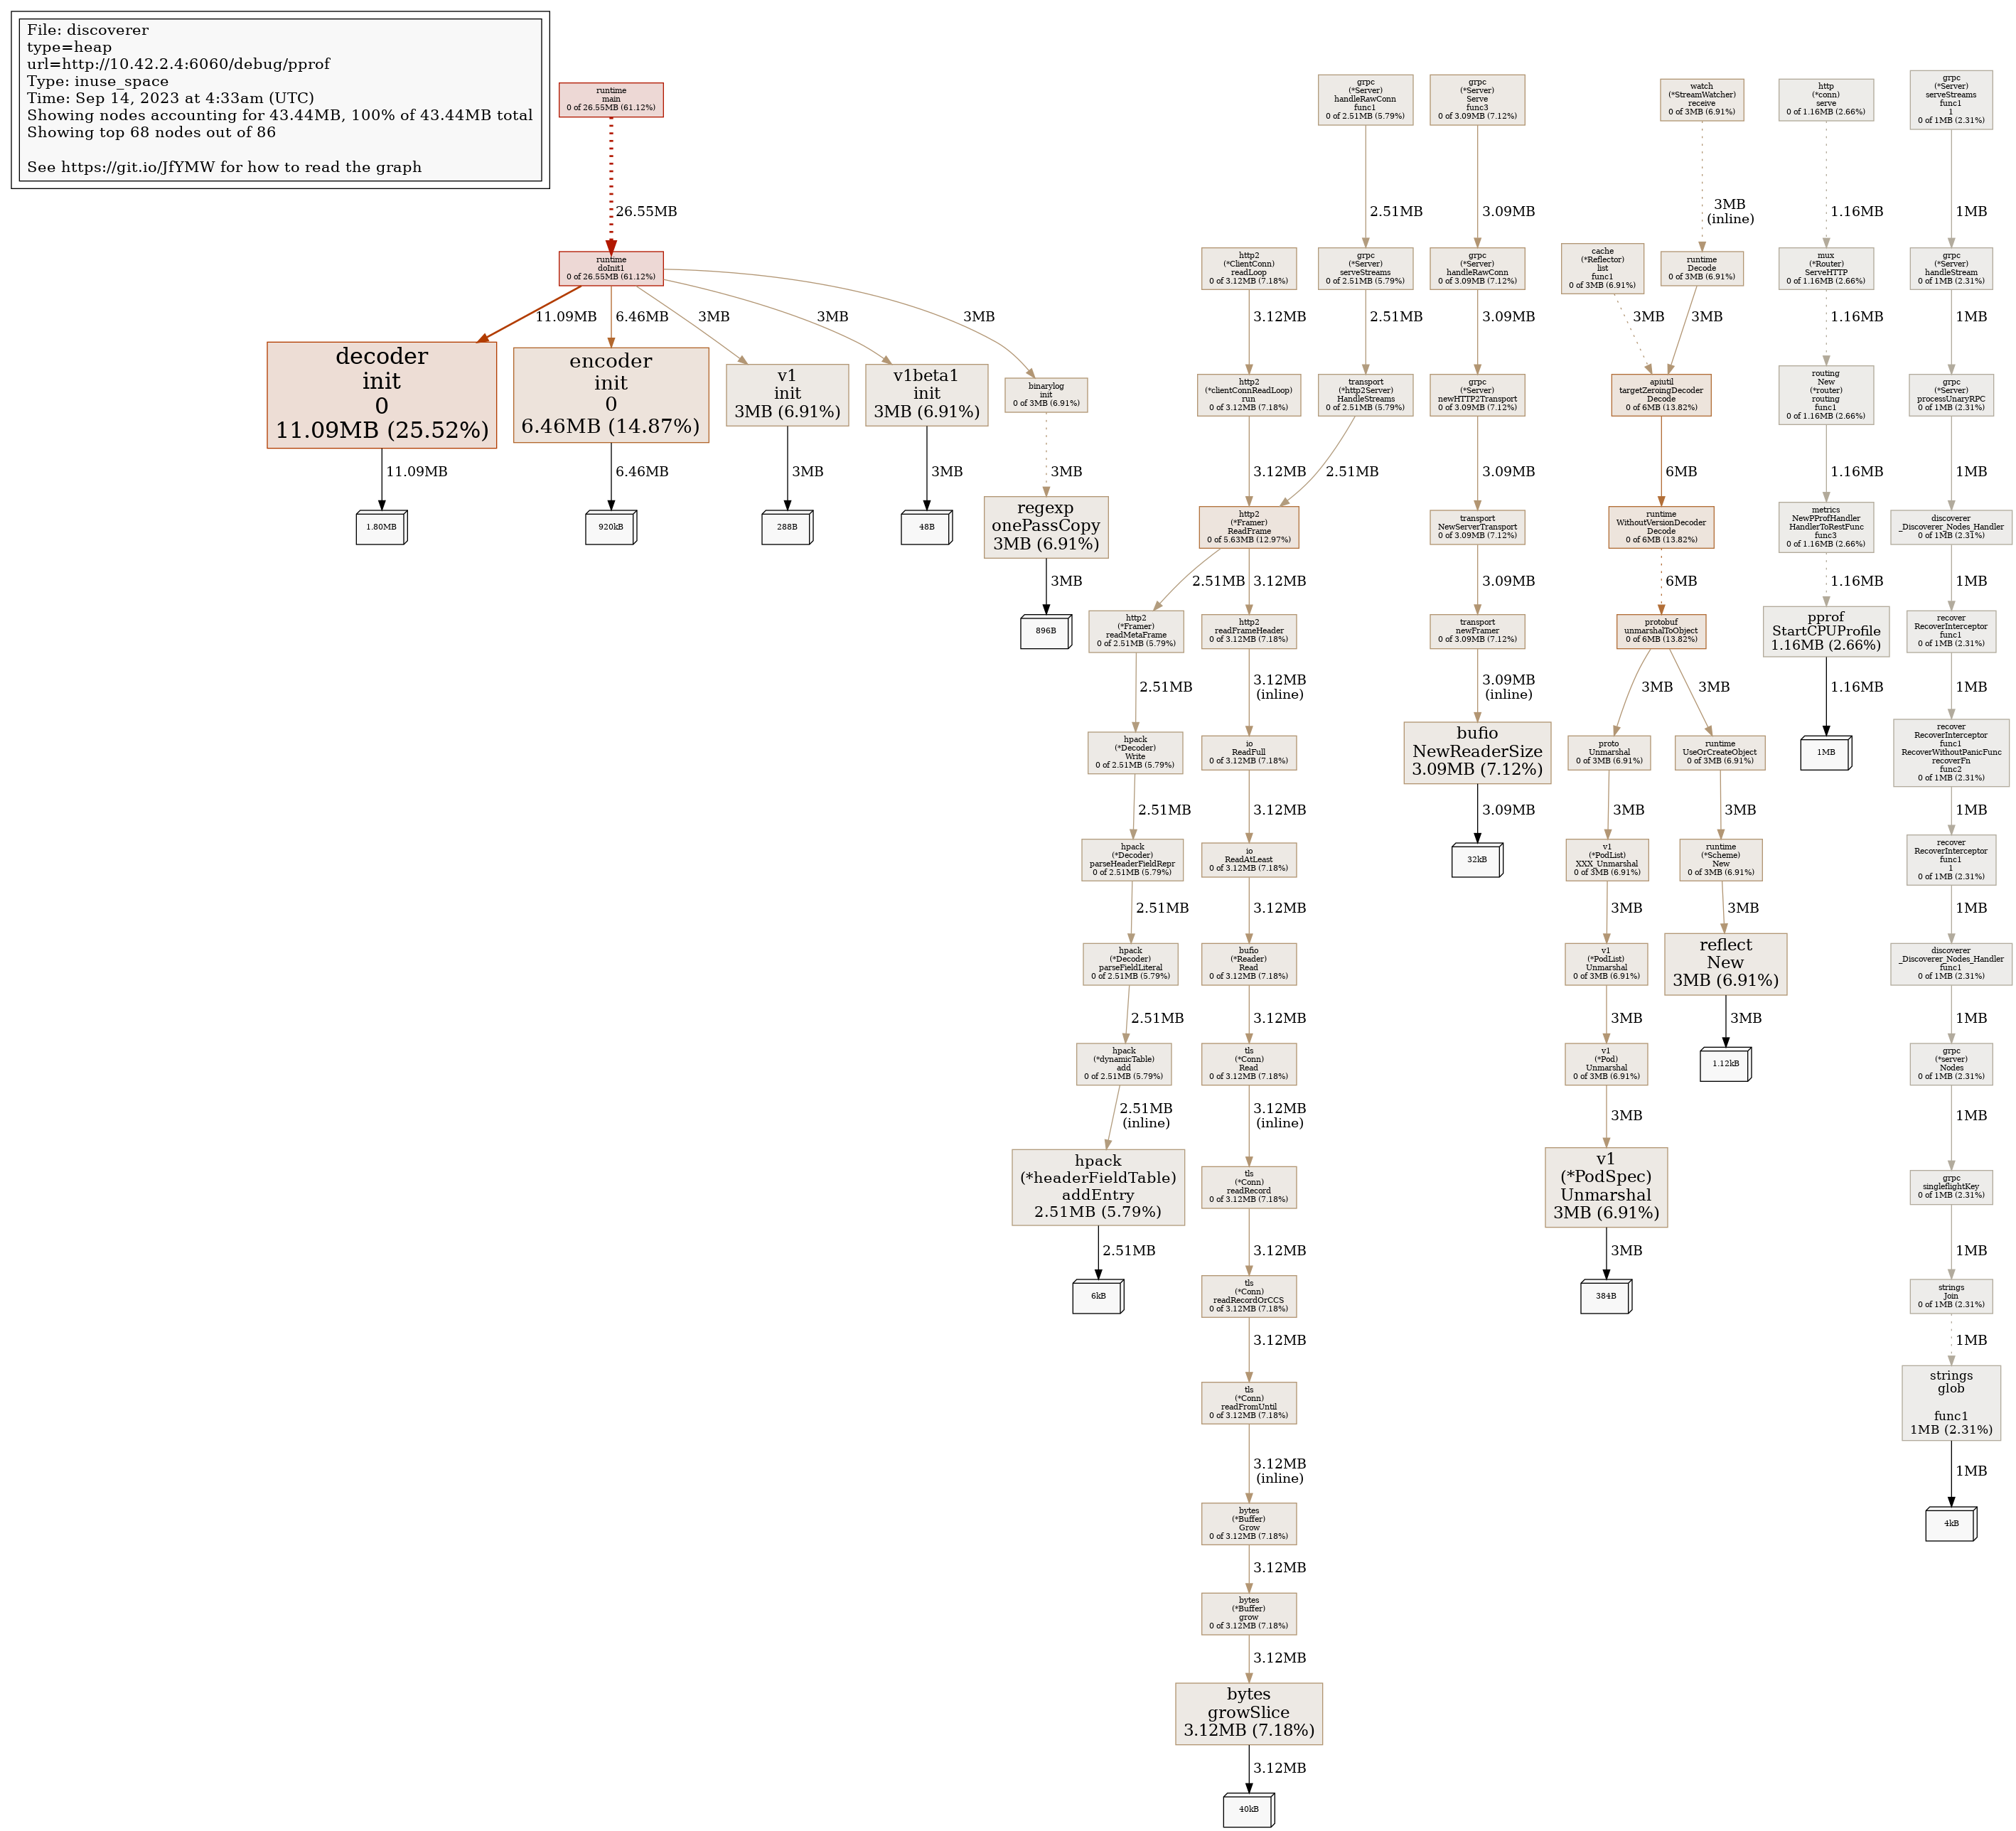 File: discoverer
type=heap
url=http://10.42.2.4:6060/debug/pprof
Type: inuse_space
Time: Sep 14, 2023 at 4:33am (UTC)
Showing nodes accounting for 43.44MB, 100% of 43.44MB total
Showing top 68 nodes out of 86
See https://git.io/JfYMW for how to read the graph
runtime
main
0 of 26.55MB (61.12%)
26.55MB
runtime
doInit1
0 of 26.55MB (61.12%)
11.09MB
6.46MB
3MB
3MB
3MB
decoder
init
0
11.09MB (25.52%)
11.09MB
1.80MB
encoder
init
0
6.46MB (14.87%)
6.46MB
920kB
v1
init
3MB (6.91%)
3MB
288B
v1beta1
init
3MB (6.91%)
3MB
48B
binarylog
init
0 of 3MB (6.91%)
3MB
regexp
onePassCopy
3MB (6.91%)
3MB
896B
grpc
(*Server)
handleRawConn
func1
0 of 2.51MB (5.79%)
2.51MB
grpc
(*Server)
serveStreams
0 of 2.51MB (5.79%)
2.51MB
transport
(*http2Server)
HandleStreams
0 of 2.51MB (5.79%)
2.51MB
http2
(*ClientConn)
readLoop
0 of 3.12MB (7.18%)
3.12MB
http2
(*clientConnReadLoop)
run
0 of 3.12MB (7.18%)
3.12MB
http2
(*Framer)
ReadFrame
0 of 5.63MB (12.97%)
2.51MB
3.12MB
http2
(*Framer)
readMetaFrame
0 of 2.51MB (5.79%)
2.51MB
hpack
(*Decoder)
Write
0 of 2.51MB (5.79%)
2.51MB
hpack
(*Decoder)
parseHeaderFieldRepr
0 of 2.51MB (5.79%)
2.51MB
hpack
(*Decoder)
parseFieldLiteral
0 of 2.51MB (5.79%)
2.51MB
hpack
(*dynamicTable)
add
0 of 2.51MB (5.79%)
2.51MB
(inline)
hpack
(*headerFieldTable)
addEntry
2.51MB (5.79%)
2.51MB
6kB
http2
readFrameHeader
0 of 3.12MB (7.18%)
3.12MB
(inline)
io
ReadFull
0 of 3.12MB (7.18%)
3.12MB
io
ReadAtLeast
0 of 3.12MB (7.18%)
3.12MB
bufio
(*Reader)
Read
0 of 3.12MB (7.18%)
3.12MB
tls
(*Conn)
Read
0 of 3.12MB (7.18%)
3.12MB
(inline)
tls
(*Conn)
readRecord
0 of 3.12MB (7.18%)
3.12MB
tls
(*Conn)
readRecordOrCCS
0 of 3.12MB (7.18%)
3.12MB
tls
(*Conn)
readFromUntil
0 of 3.12MB (7.18%)
3.12MB
(inline)
bytes
(*Buffer)
Grow
0 of 3.12MB (7.18%)
3.12MB
bytes
(*Buffer)
grow
0 of 3.12MB (7.18%)
3.12MB
bytes
growSlice
3.12MB (7.18%)
3.12MB
40kB
grpc
(*Server)
Serve
func3
0 of 3.09MB (7.12%)
3.09MB
grpc
(*Server)
handleRawConn
0 of 3.09MB (7.12%)
3.09MB
grpc
(*Server)
newHTTP2Transport
0 of 3.09MB (7.12%)
3.09MB
transport
NewServerTransport
0 of 3.09MB (7.12%)
3.09MB
transport
newFramer
0 of 3.09MB (7.12%)
3.09MB
(inline)
bufio
NewReaderSize
3.09MB (7.12%)
3.09MB
32kB
watch
(*StreamWatcher)
receive
0 of 3MB (6.91%)
3MB
(inline)
cache
(*Reflector)
list
func1
0 of 3MB (6.91%)
3MB
runtime
Decode
0 of 3MB (6.91%)
3MB
apiutil
targetZeroingDecoder
Decode
0 of 6MB (13.82%)
6MB
runtime
WithoutVersionDecoder
Decode
0 of 6MB (13.82%)
6MB
protobuf
unmarshalToObject
0 of 6MB (13.82%)
3MB
3MB
proto
Unmarshal
0 of 3MB (6.91%)
3MB
v1
(*PodList)
XXX_Unmarshal
0 of 3MB (6.91%)
3MB
v1
(*PodList)
Unmarshal
0 of 3MB (6.91%)
3MB
v1
(*Pod)
Unmarshal
0 of 3MB (6.91%)
3MB
v1
(*PodSpec)
Unmarshal
3MB (6.91%)
3MB
384B
runtime
UseOrCreateObject
0 of 3MB (6.91%)
3MB
runtime
(*Scheme)
New
0 of 3MB (6.91%)
3MB
reflect
New
3MB (6.91%)
3MB
1.12kB
http
(*conn)
serve
0 of 1.16MB (2.66%)
1.16MB
mux
(*Router)
ServeHTTP
0 of 1.16MB (2.66%)
1.16MB
routing
New
(*router)
routing
func1
0 of 1.16MB (2.66%)
1.16MB
metrics
NewPProfHandler
HandlerToRestFunc
func3
0 of 1.16MB (2.66%)
1.16MB
pprof
StartCPUProfile
1.16MB (2.66%)
1.16MB
1MB
grpc
(*Server)
serveStreams
func1
1
0 of 1MB (2.31%)
1MB
grpc
(*Server)
handleStream
0 of 1MB (2.31%)
1MB
grpc
(*Server)
processUnaryRPC
0 of 1MB (2.31%)
1MB
discoverer
_Discoverer_Nodes_Handler
0 of 1MB (2.31%)
1MB
recover
RecoverInterceptor
func1
0 of 1MB (2.31%)
1MB
recover
RecoverInterceptor
func1
RecoverWithoutPanicFunc
recoverFn
func2
0 of 1MB (2.31%)
1MB
recover
RecoverInterceptor
func1
1
0 of 1MB (2.31%)
1MB
discoverer
_Discoverer_Nodes_Handler
func1
0 of 1MB (2.31%)
1MB
grpc
(*server)
Nodes
0 of 1MB (2.31%)
1MB
grpc
singleflightKey
0 of 1MB (2.31%)
1MB
strings
Join
0 of 1MB (2.31%)
1MB
strings
glob
func1
1MB (2.31%)
1MB
4kB